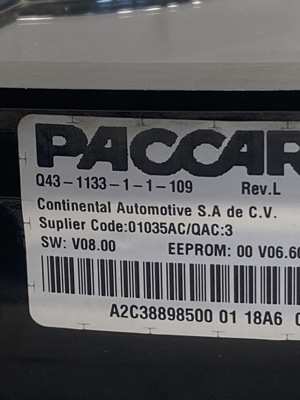 PACCAR
Q43-1133-1-1-109 Rev.L
Continental Automotive S.A de C.V.
Suplier Code:01035AC/QAC:3
SW: V08.00 EEPROM: 00 V06.60
A2C38898500 01 18A6